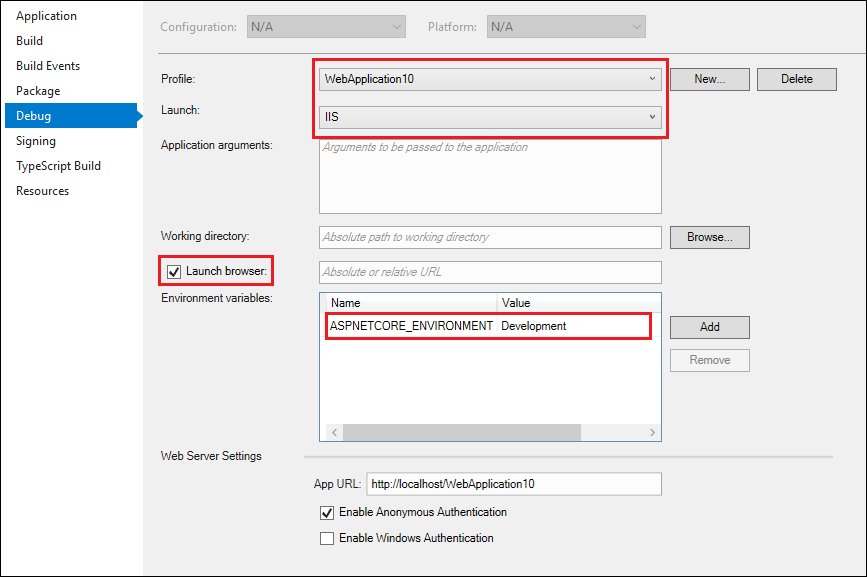 Application
Build
Build Events
Package
Debug
Signing
TypeScript Build
Resources
Configuration: N/A Platform: N/A
Profile: WebApplication10 New... Delete
Launch: IIS
Application arguments: Arguments to be passed to the application
Working directory: Absolute path to working directory Browse...
Launch browser: Absolute or relative URL
Environment variables:
Name Value
ASPNETCORE_ENVIRONMENT Development
Add
Remove
Web Server Settings
App URL: http://localhost/WebApplication10
Enable Anonymous Authentication
Enable Windows Authentication